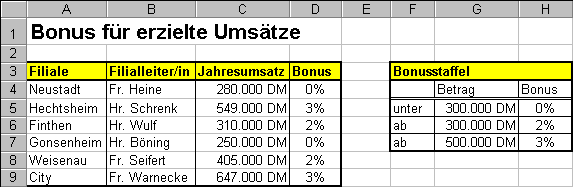 A B C D E F G H
1 Bonus für erzielte Umsätze
2
3 Filiale Filialleiter/in Jahresumsatz Bonus Bonusstaffel
4 Neustadt Fr. Heine 280.000 DM 0% Betrag Bonus
5 Hechtsheim Hr. Schrenk 549.000 DM 3% unter 300.000 DM 0%
6 Finthen Hr. Wulf 310.000 DM 2% ab 300.000 DM 2%
7 Gonsenheim Hr. Böning 250.000 DM 0% ab 500.000 DM 3%
8 Weisenau Fr. Seifert 405.000 DM 2%
9 City Fr. Warnecke 647.000 DM 3%